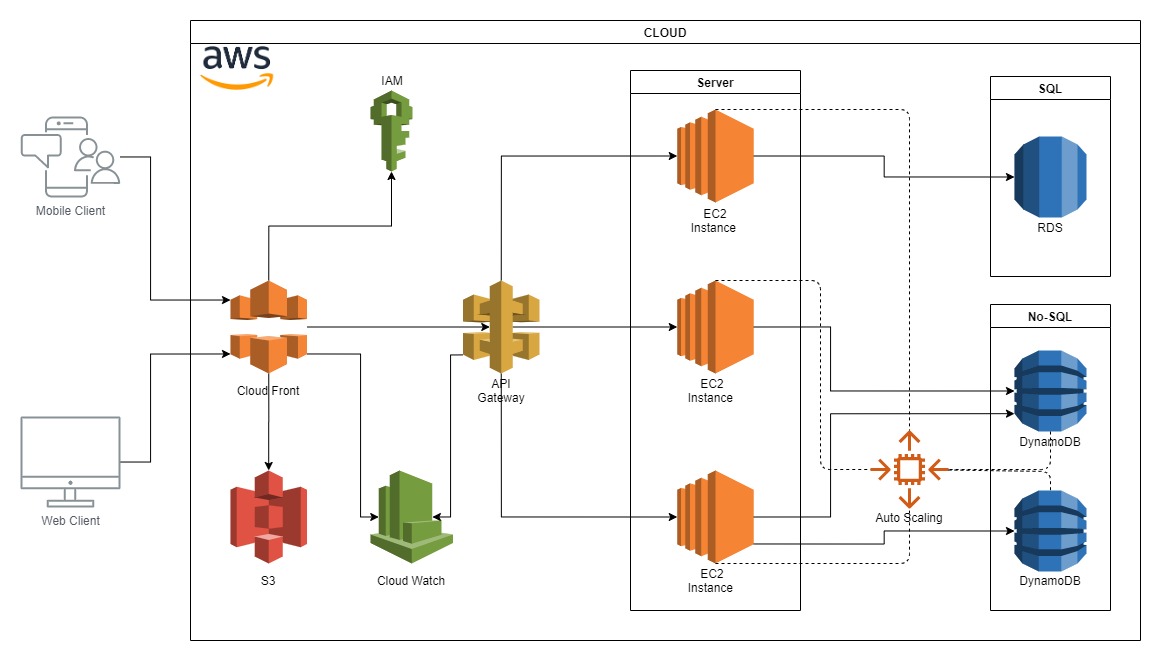 CLOUD
aws
IAM
Server
SQL
Mobile Client
EC2
Instance
RDS
No-SQL
Cloud Front
API
Gateway
EC2
Instance
DynamoDB
Web Client
Auto Scaling
S3
Cloud Watch
EC2
Instance
DynamoDB